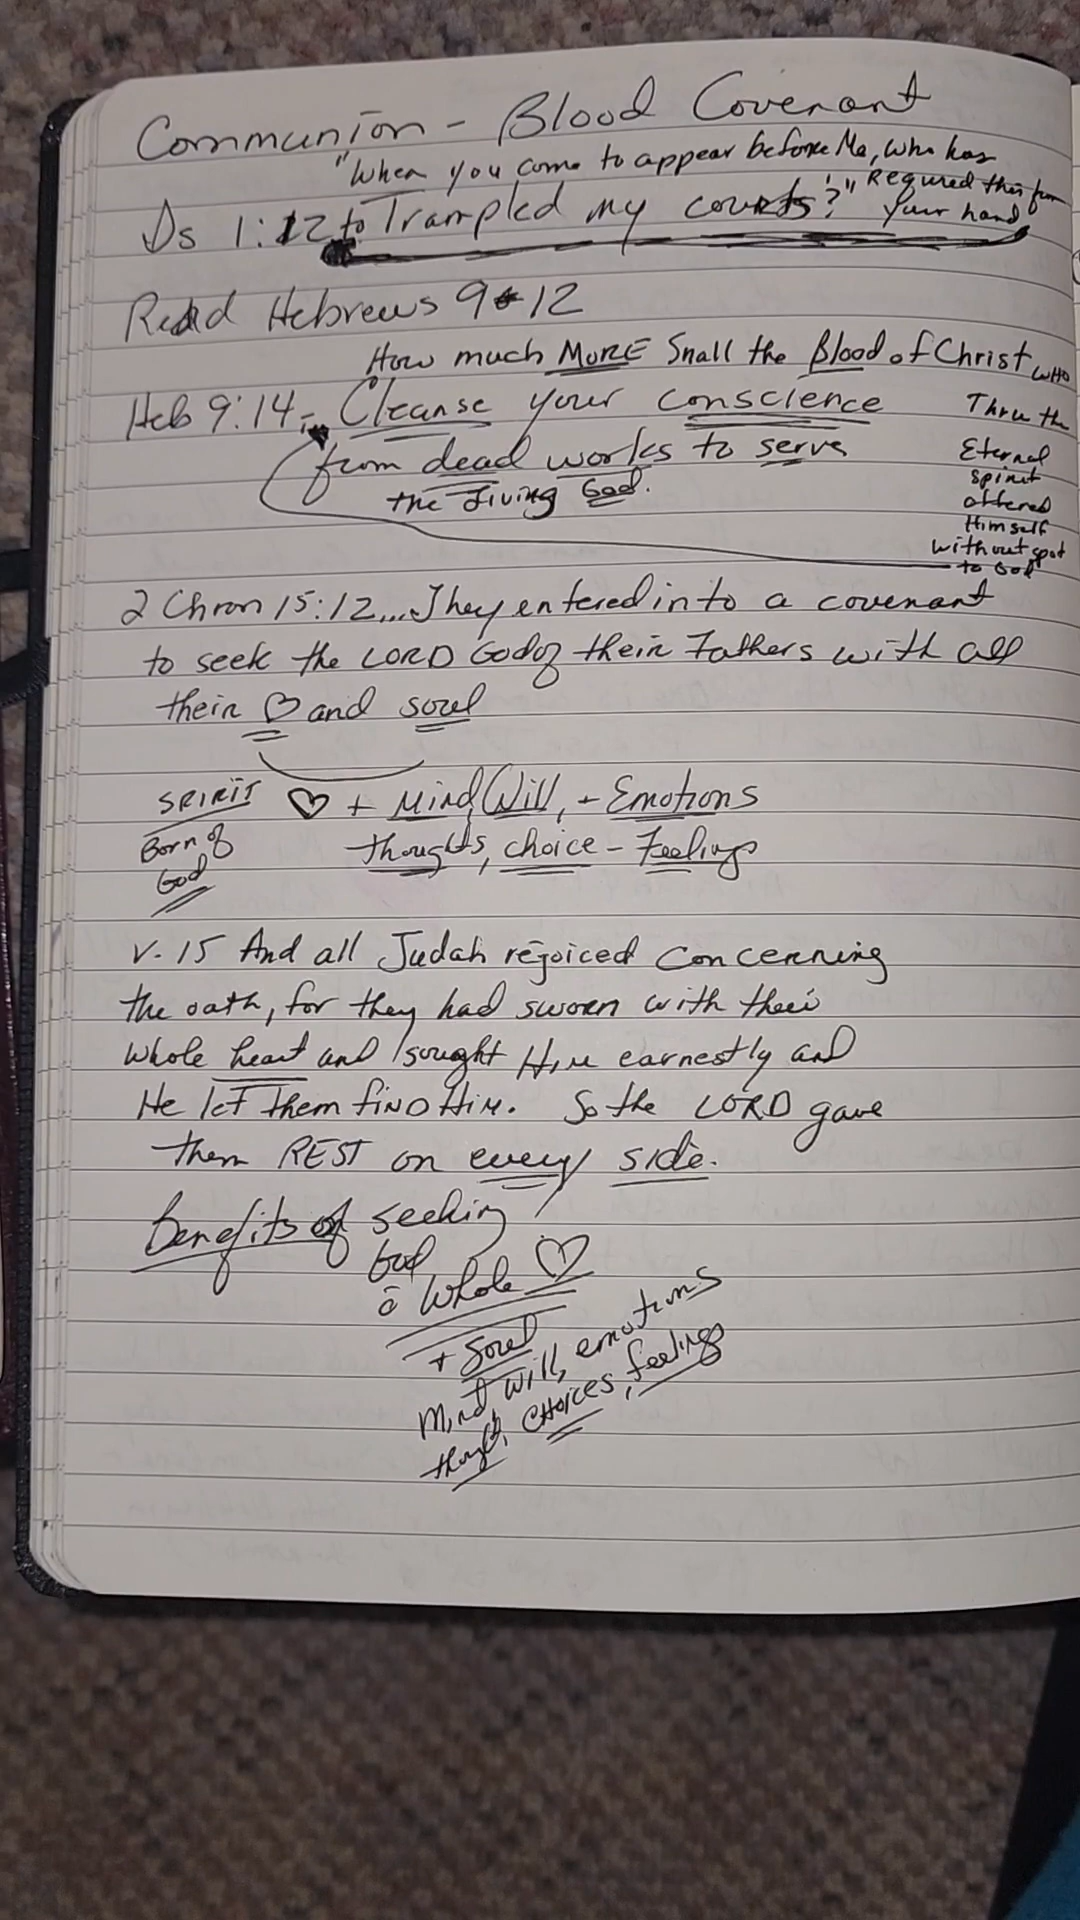 Communion - Blood Covenant
"When you come to appear before Me, who has
Required this from
your hand
Is 1:12 to Trampled my courts?"
Read Hebrews 9 + 12
How much MORE Shall the Blood of Christ WHO
Thru the
Eternal
spirit
offered
Himself
without spot
to God
Heb 9:14 - Cleanse your conscience
from dead works to serve
the Living God.
2 Chron 15:12... They entered into a covenant
to seek the LORD God of their Fathers with all
their ♡ and soul
SPIRIT ♡ + Mind, Will, + Emotions
Born of
God
thoughts, choice - Feelings
v. 15 And all Judah rejoiced concerning
the oath, for they had sworn with their
whole heart and sought Him earnestly and
He let them find Him. So the LORD gave
them REST on every side.
Benefits of seeking
God
c̄ Whole ♡
+ Soul
Mind, will, emotions
though, CHOICES, feelings